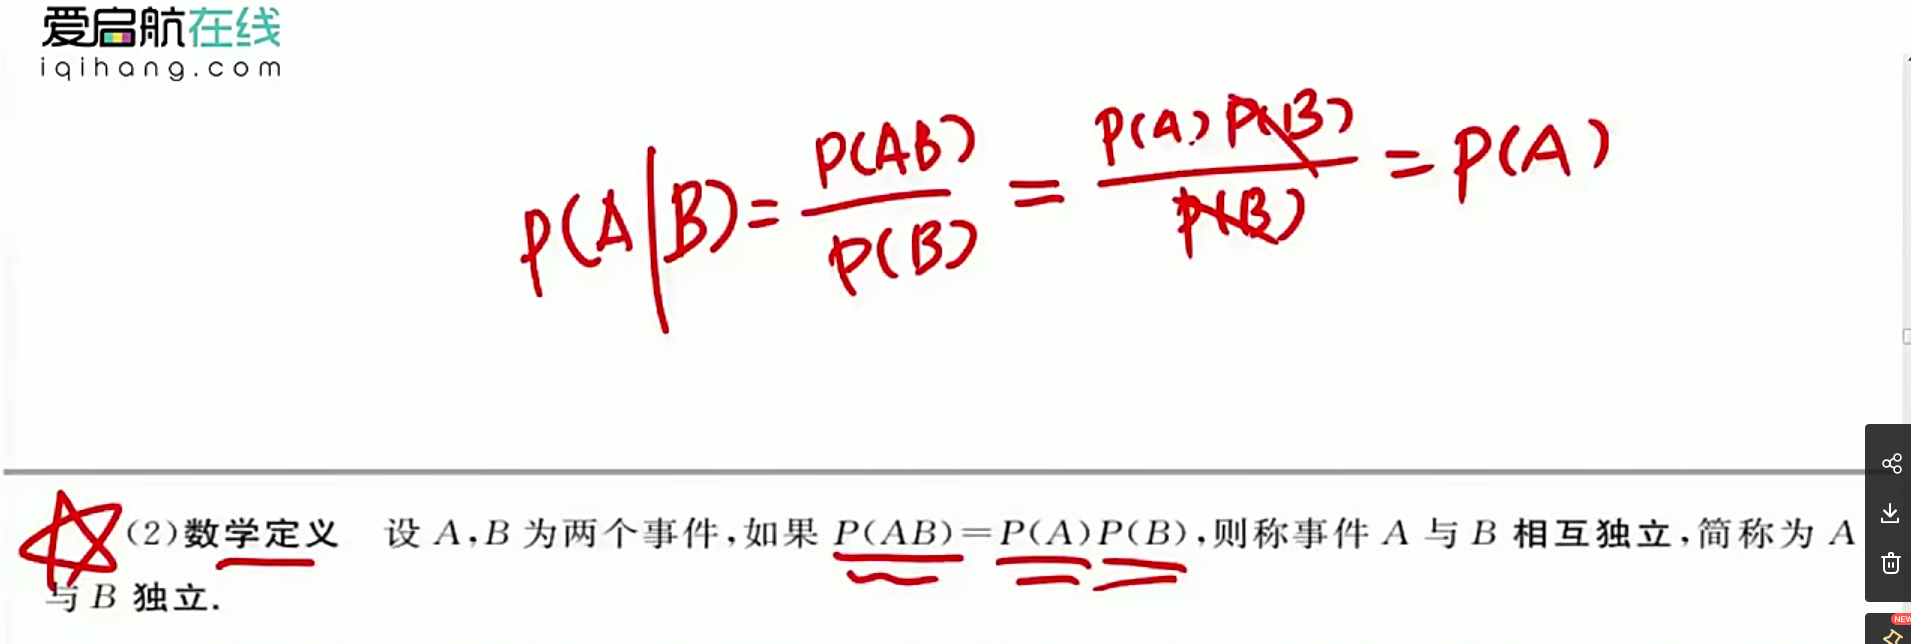 爱启航在线
iqihang.com
P(A|B)=P(AB)/P(B)=P(A)P(B)/P(B)=P(A)
(2)数学定义 设 A,B 为两个事件,如果 P(AB)=P(A)P(B),则称事件 A 与 B 相互独立,简称为 A
与 B 独立.
NEW